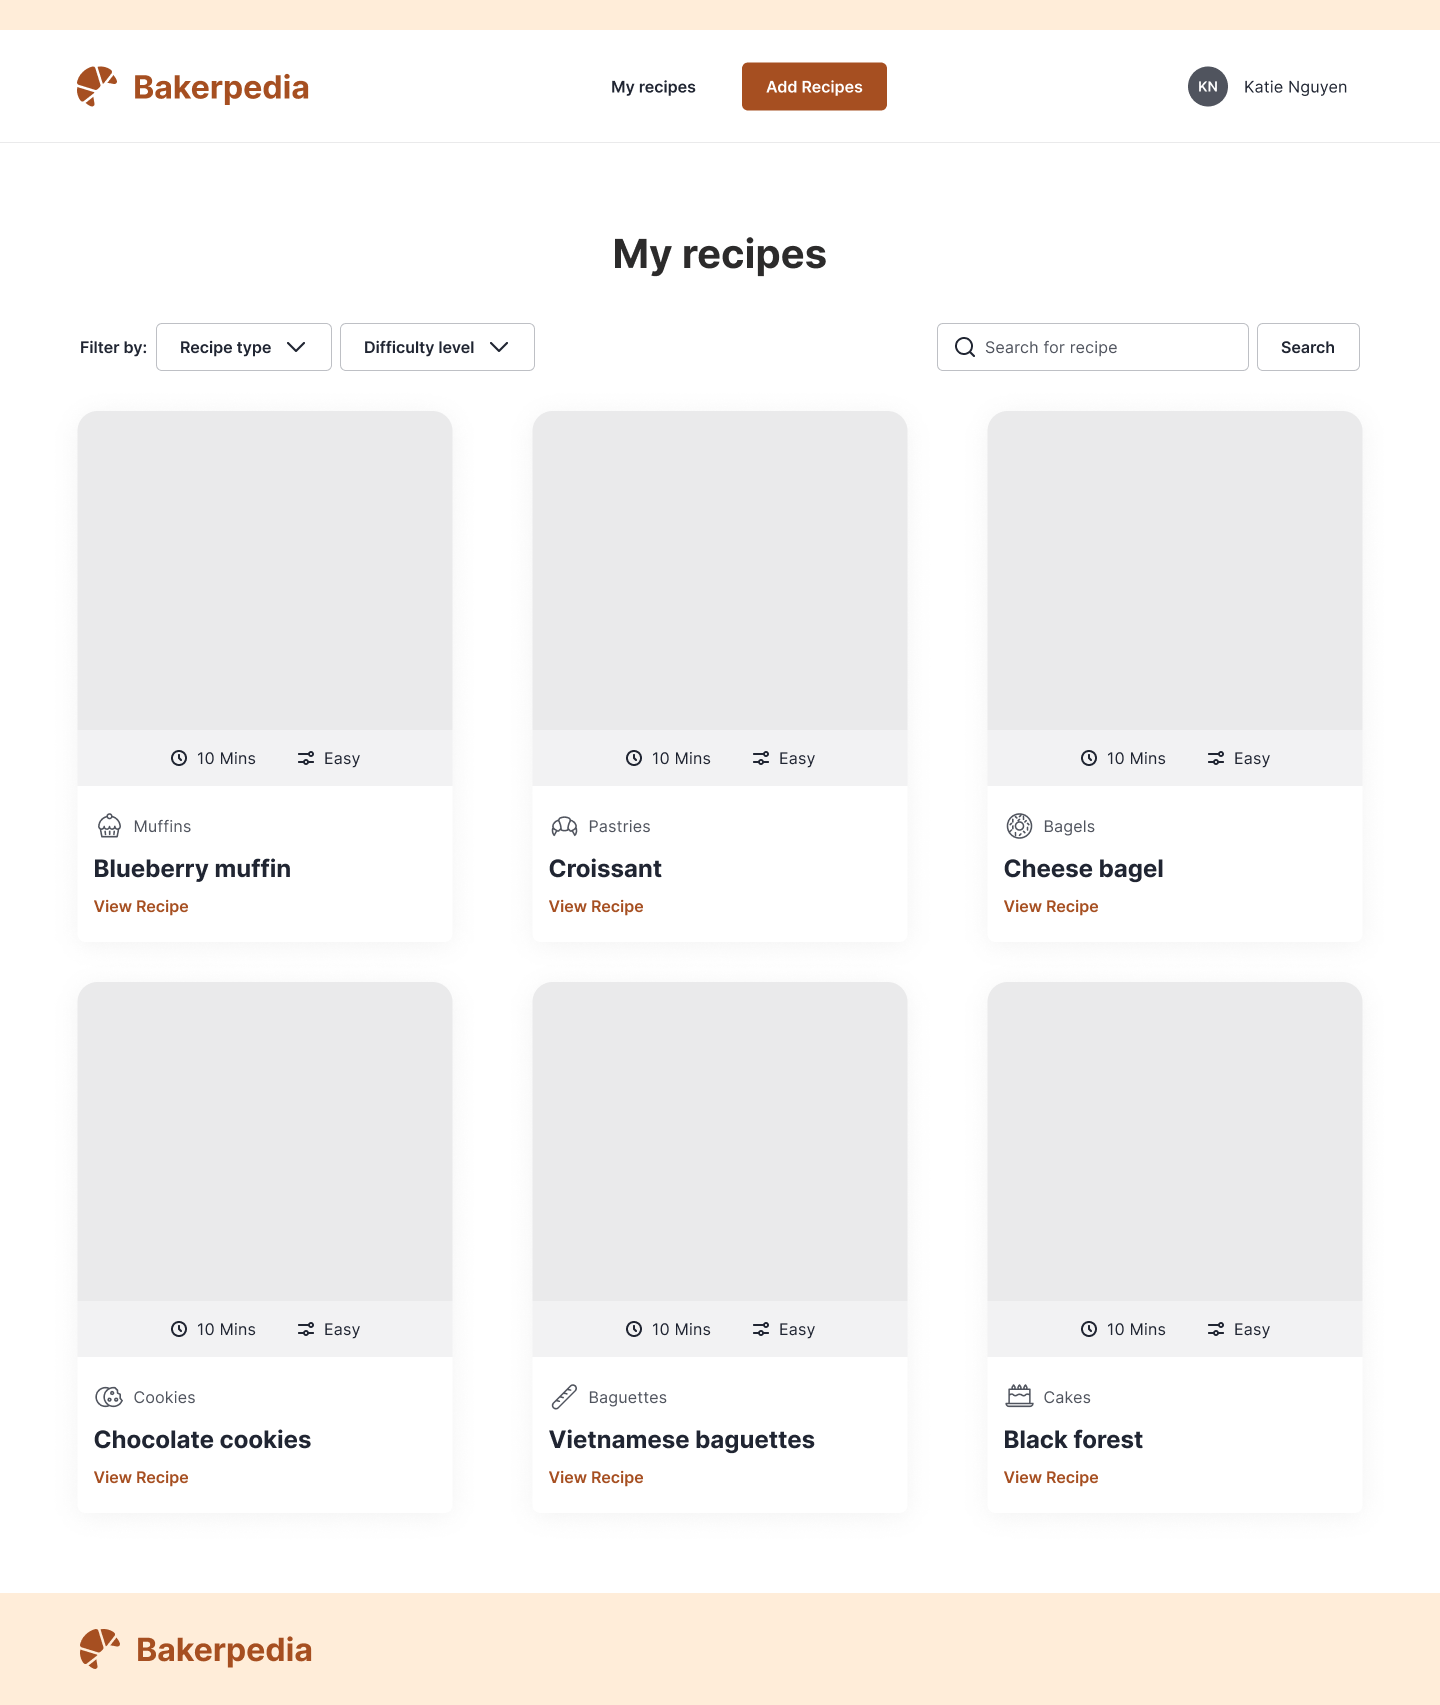 Bakerpedia
My recipes
Add Recipes
KN
Katie Nguyen
My recipes
Filter by:
Recipe type
Difficulty level
Search for recipe
Search
10 Mins
Easy
Muffins
Blueberry muffin
View Recipe
10 Mins
Easy
Pastries
Croissant
View Recipe
10 Mins
Easy
Bagels
Cheese bagel
View Recipe
10 Mins
Easy
Cookies
Chocolate cookies
View Recipe
10 Mins
Easy
Baguettes
Vietnamese baguettes
View Recipe
10 Mins
Easy
Cakes
Black forest
View Recipe
Bakerpedia